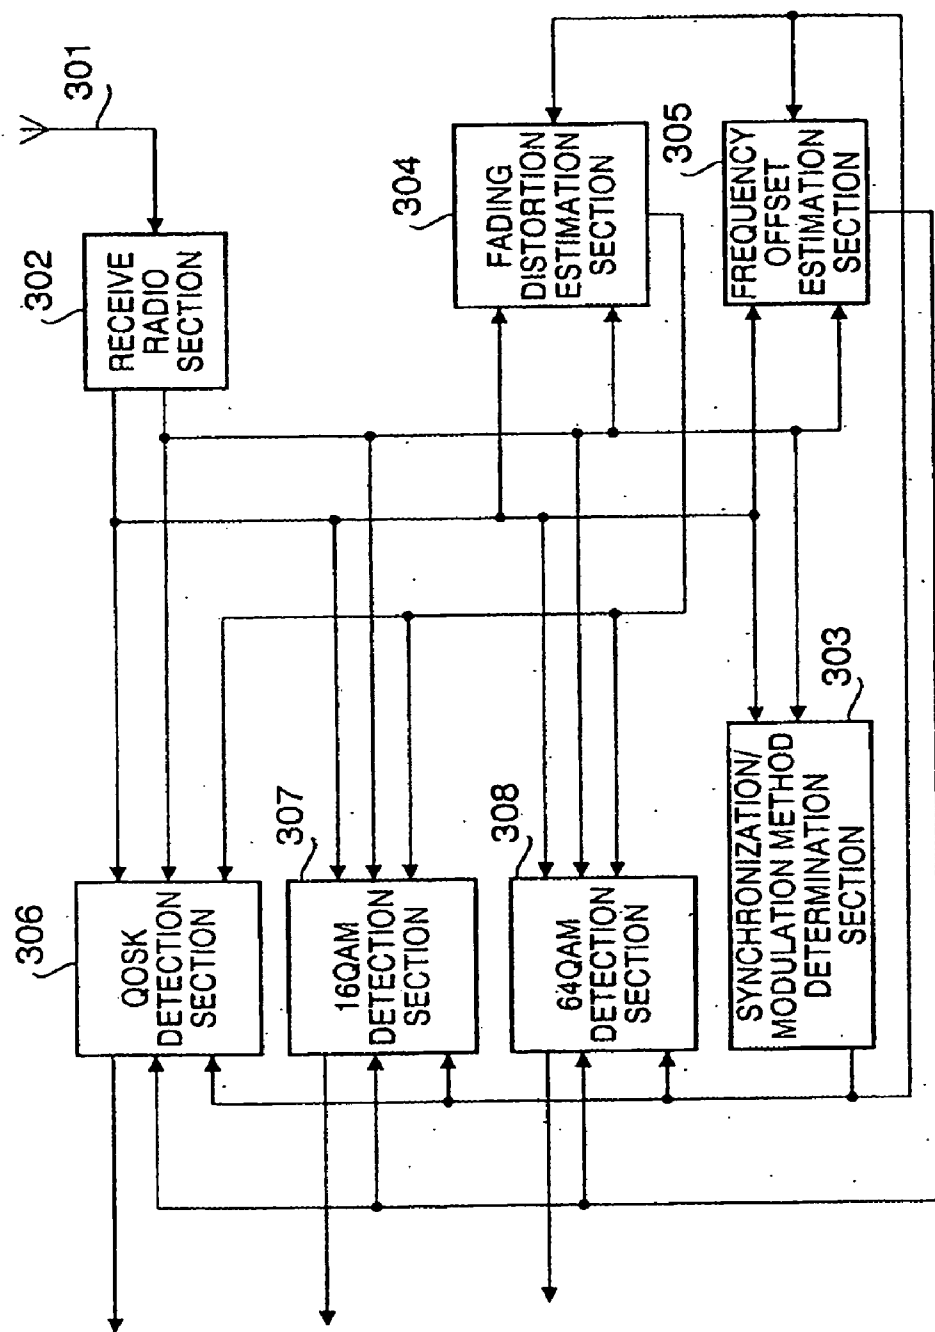 301
302
RECEIVE
RADIO
SECTION
304
FADING
DISTORTION
ESTIMATION
SECTION
305
FREQUENCY
OFFSET
ESTIMATION
SECTION
303
SYNCHRONIZATION/
MODULATION METHOD
DETERMINATION
SECTION
306
QOSK
DETECTION
SECTION
307
16QAM
DETECTION
SECTION
308
64QAM
DETECTION
SECTION